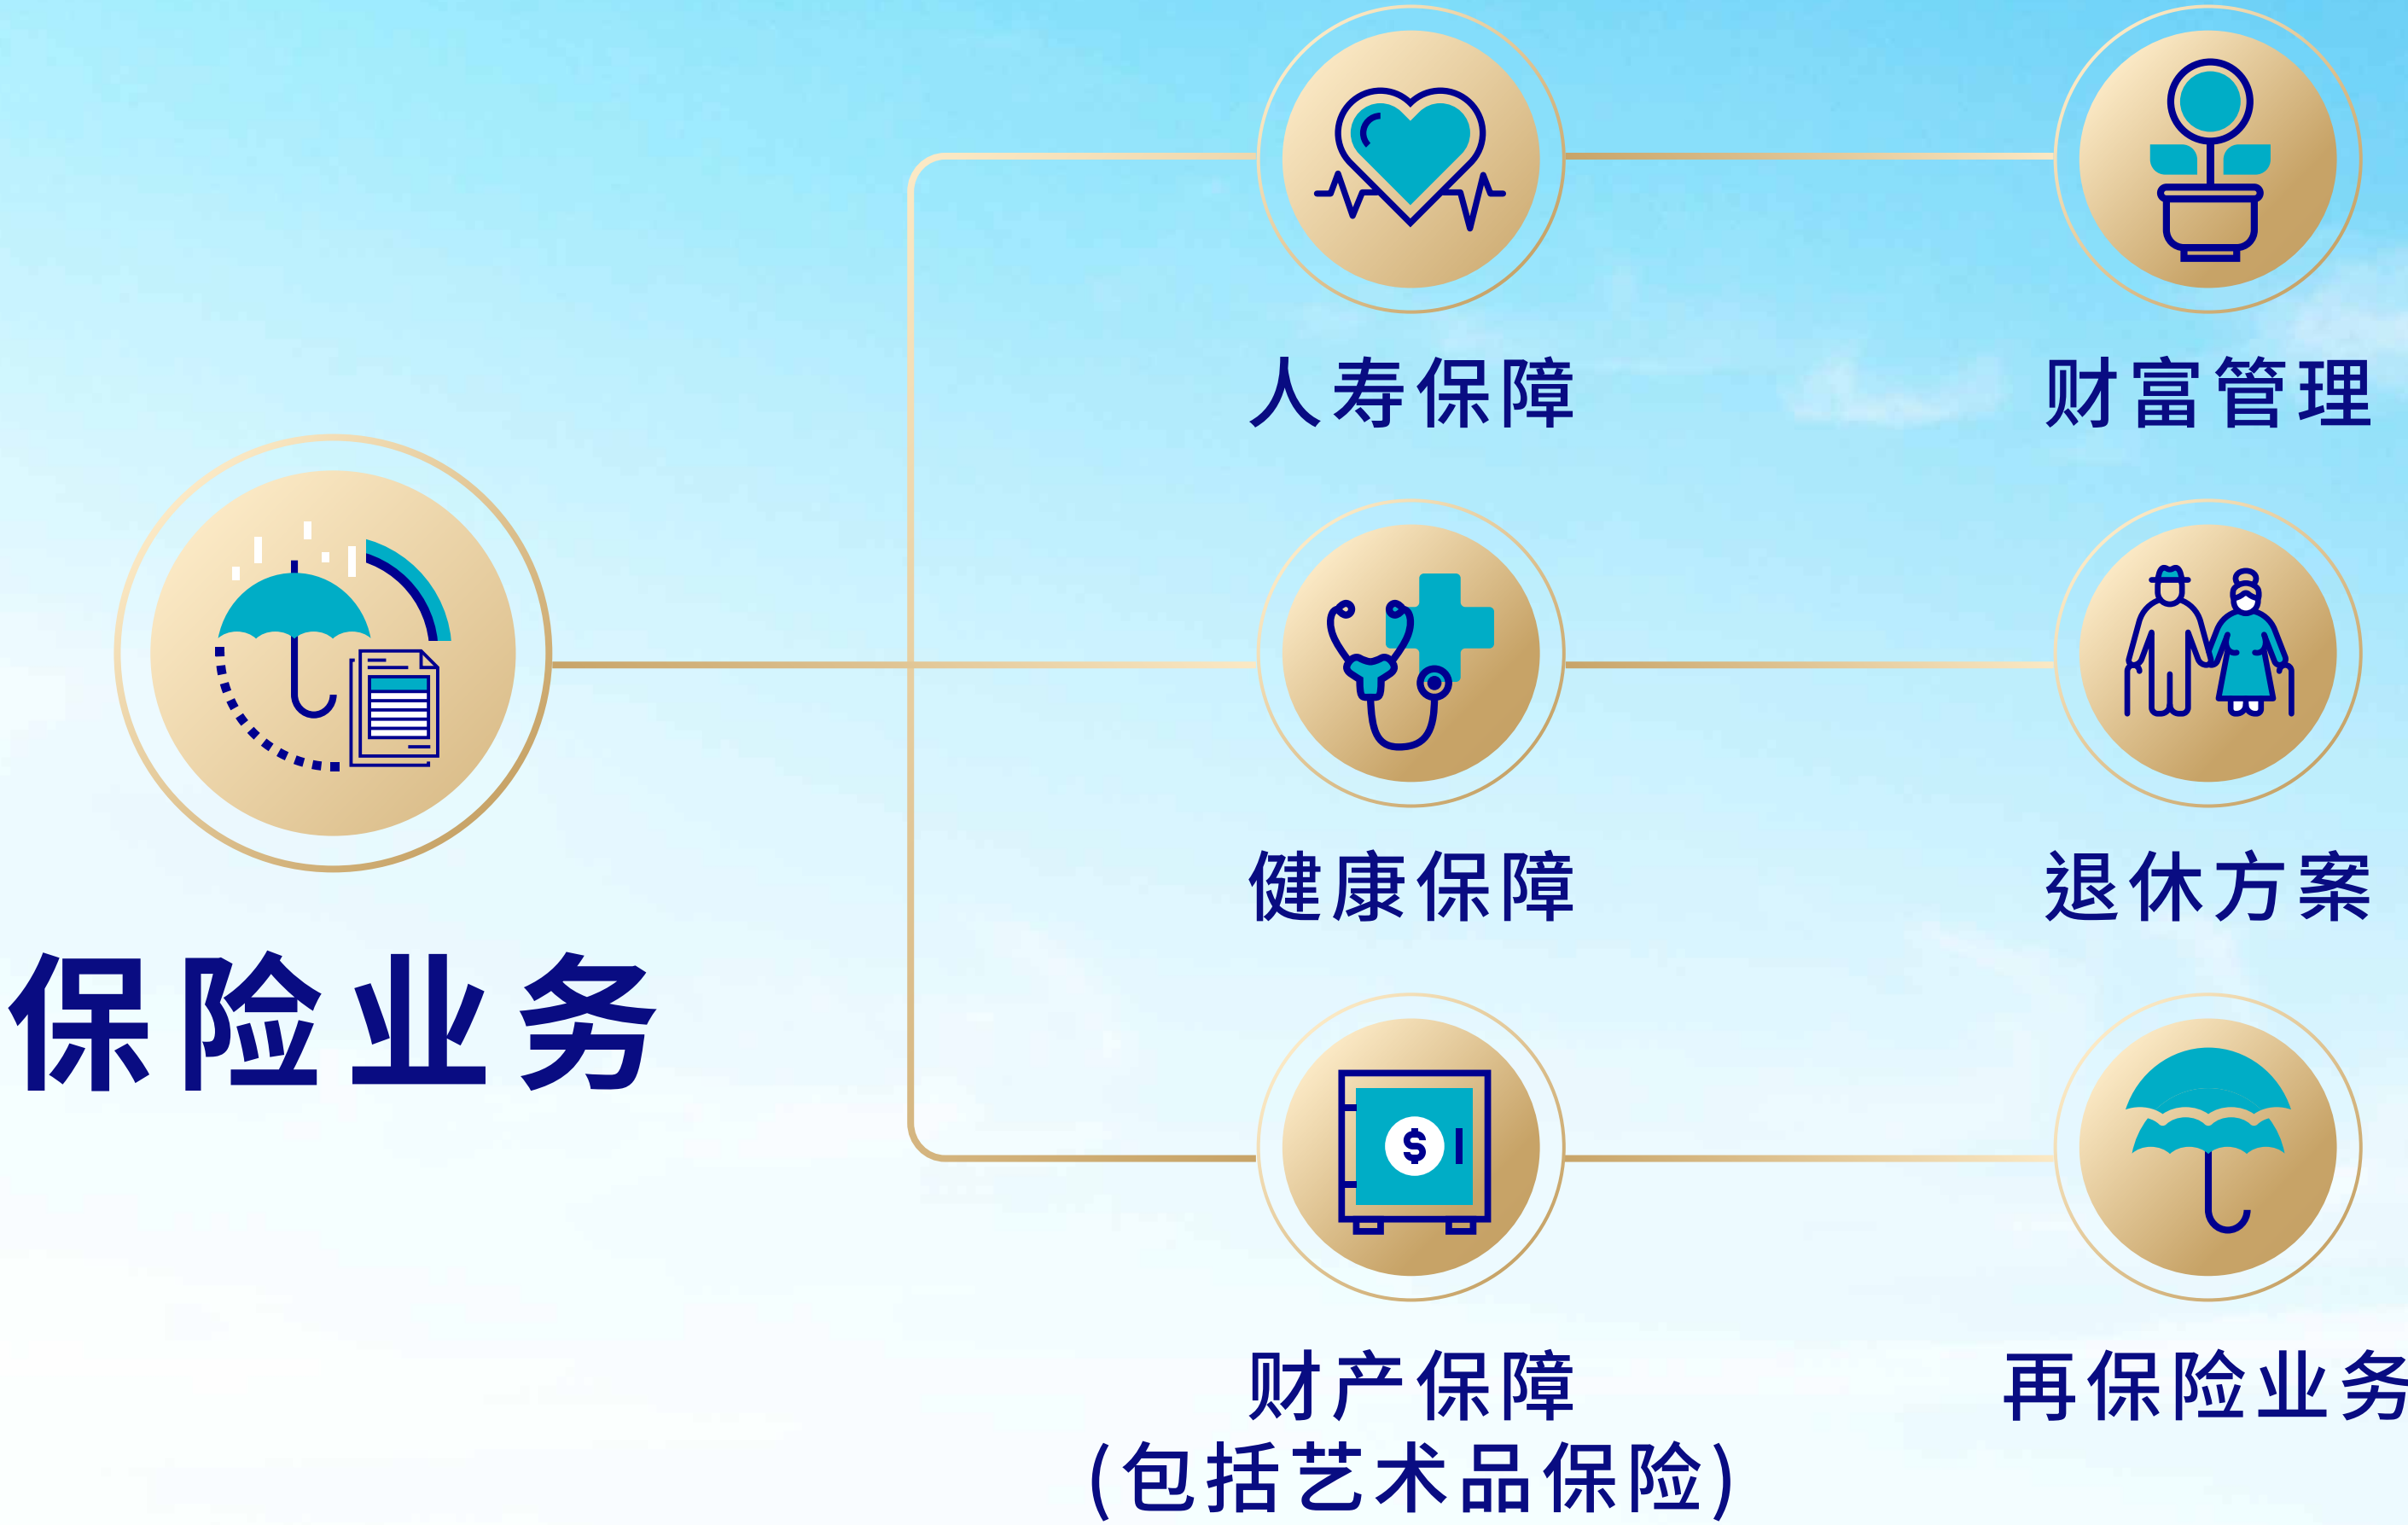 保险业务
人寿保障
财富管理
健康保障
退休方案
财产保障
(包括艺术品保险)
再保险业务
$